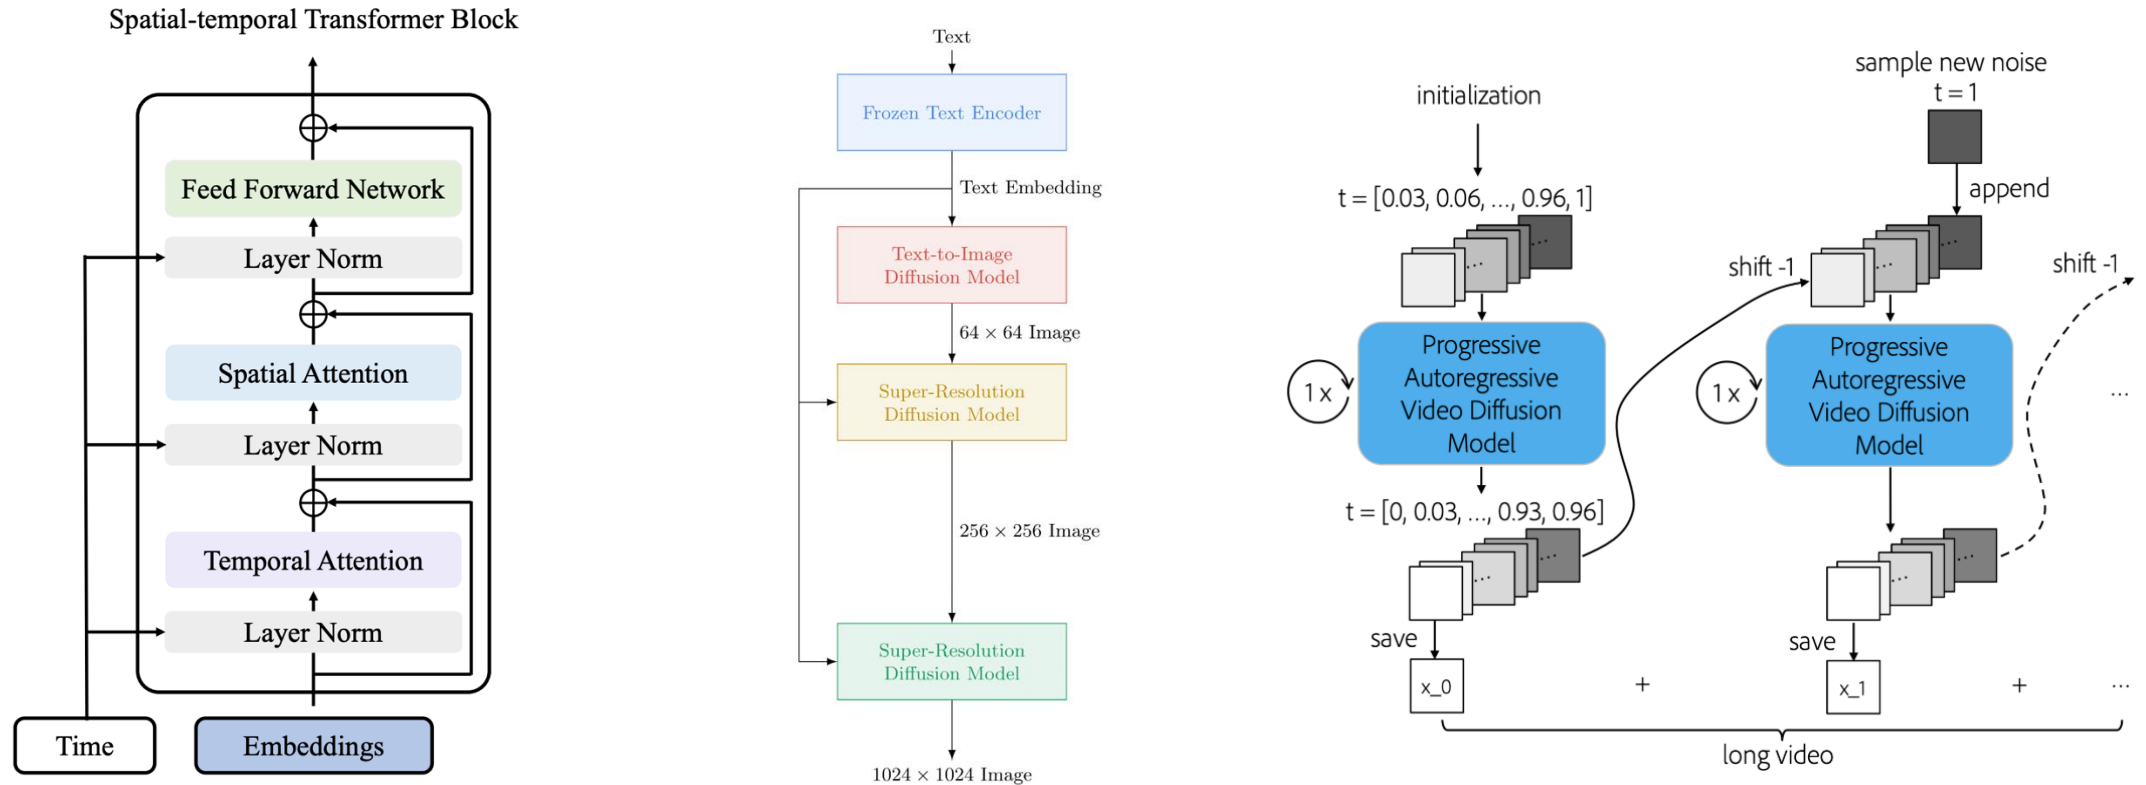 Spatial-temporal Transformer Block
Feed Forward Network
Layer Norm
Spatial Attention
Layer Norm
Temporal Attention
Layer Norm
Time
Embeddings
Text
Frozen Text Encoder
Text Embedding
Text-to-Image
Diffusion Model
64 × 64 Image
Super-Resolution
Diffusion Model
256 × 256 Image
Super-Resolution
Diffusion Model
1024 × 1024 Image
initialization
t = [0.03, 0.06, ..., 0.96, 1]
...
...
Progressive
Autoregressive
Video Diffusion
Model
1 x
t = [0, 0.03, ..., 0.93, 0.96]
...
...
save
x_0
+
sample new noise
t = 1
append
shift -1
...
...
Progressive
Autoregressive
Video Diffusion
Model
1 x
shift -1
...
...
...
save
x_1
+
...
long video